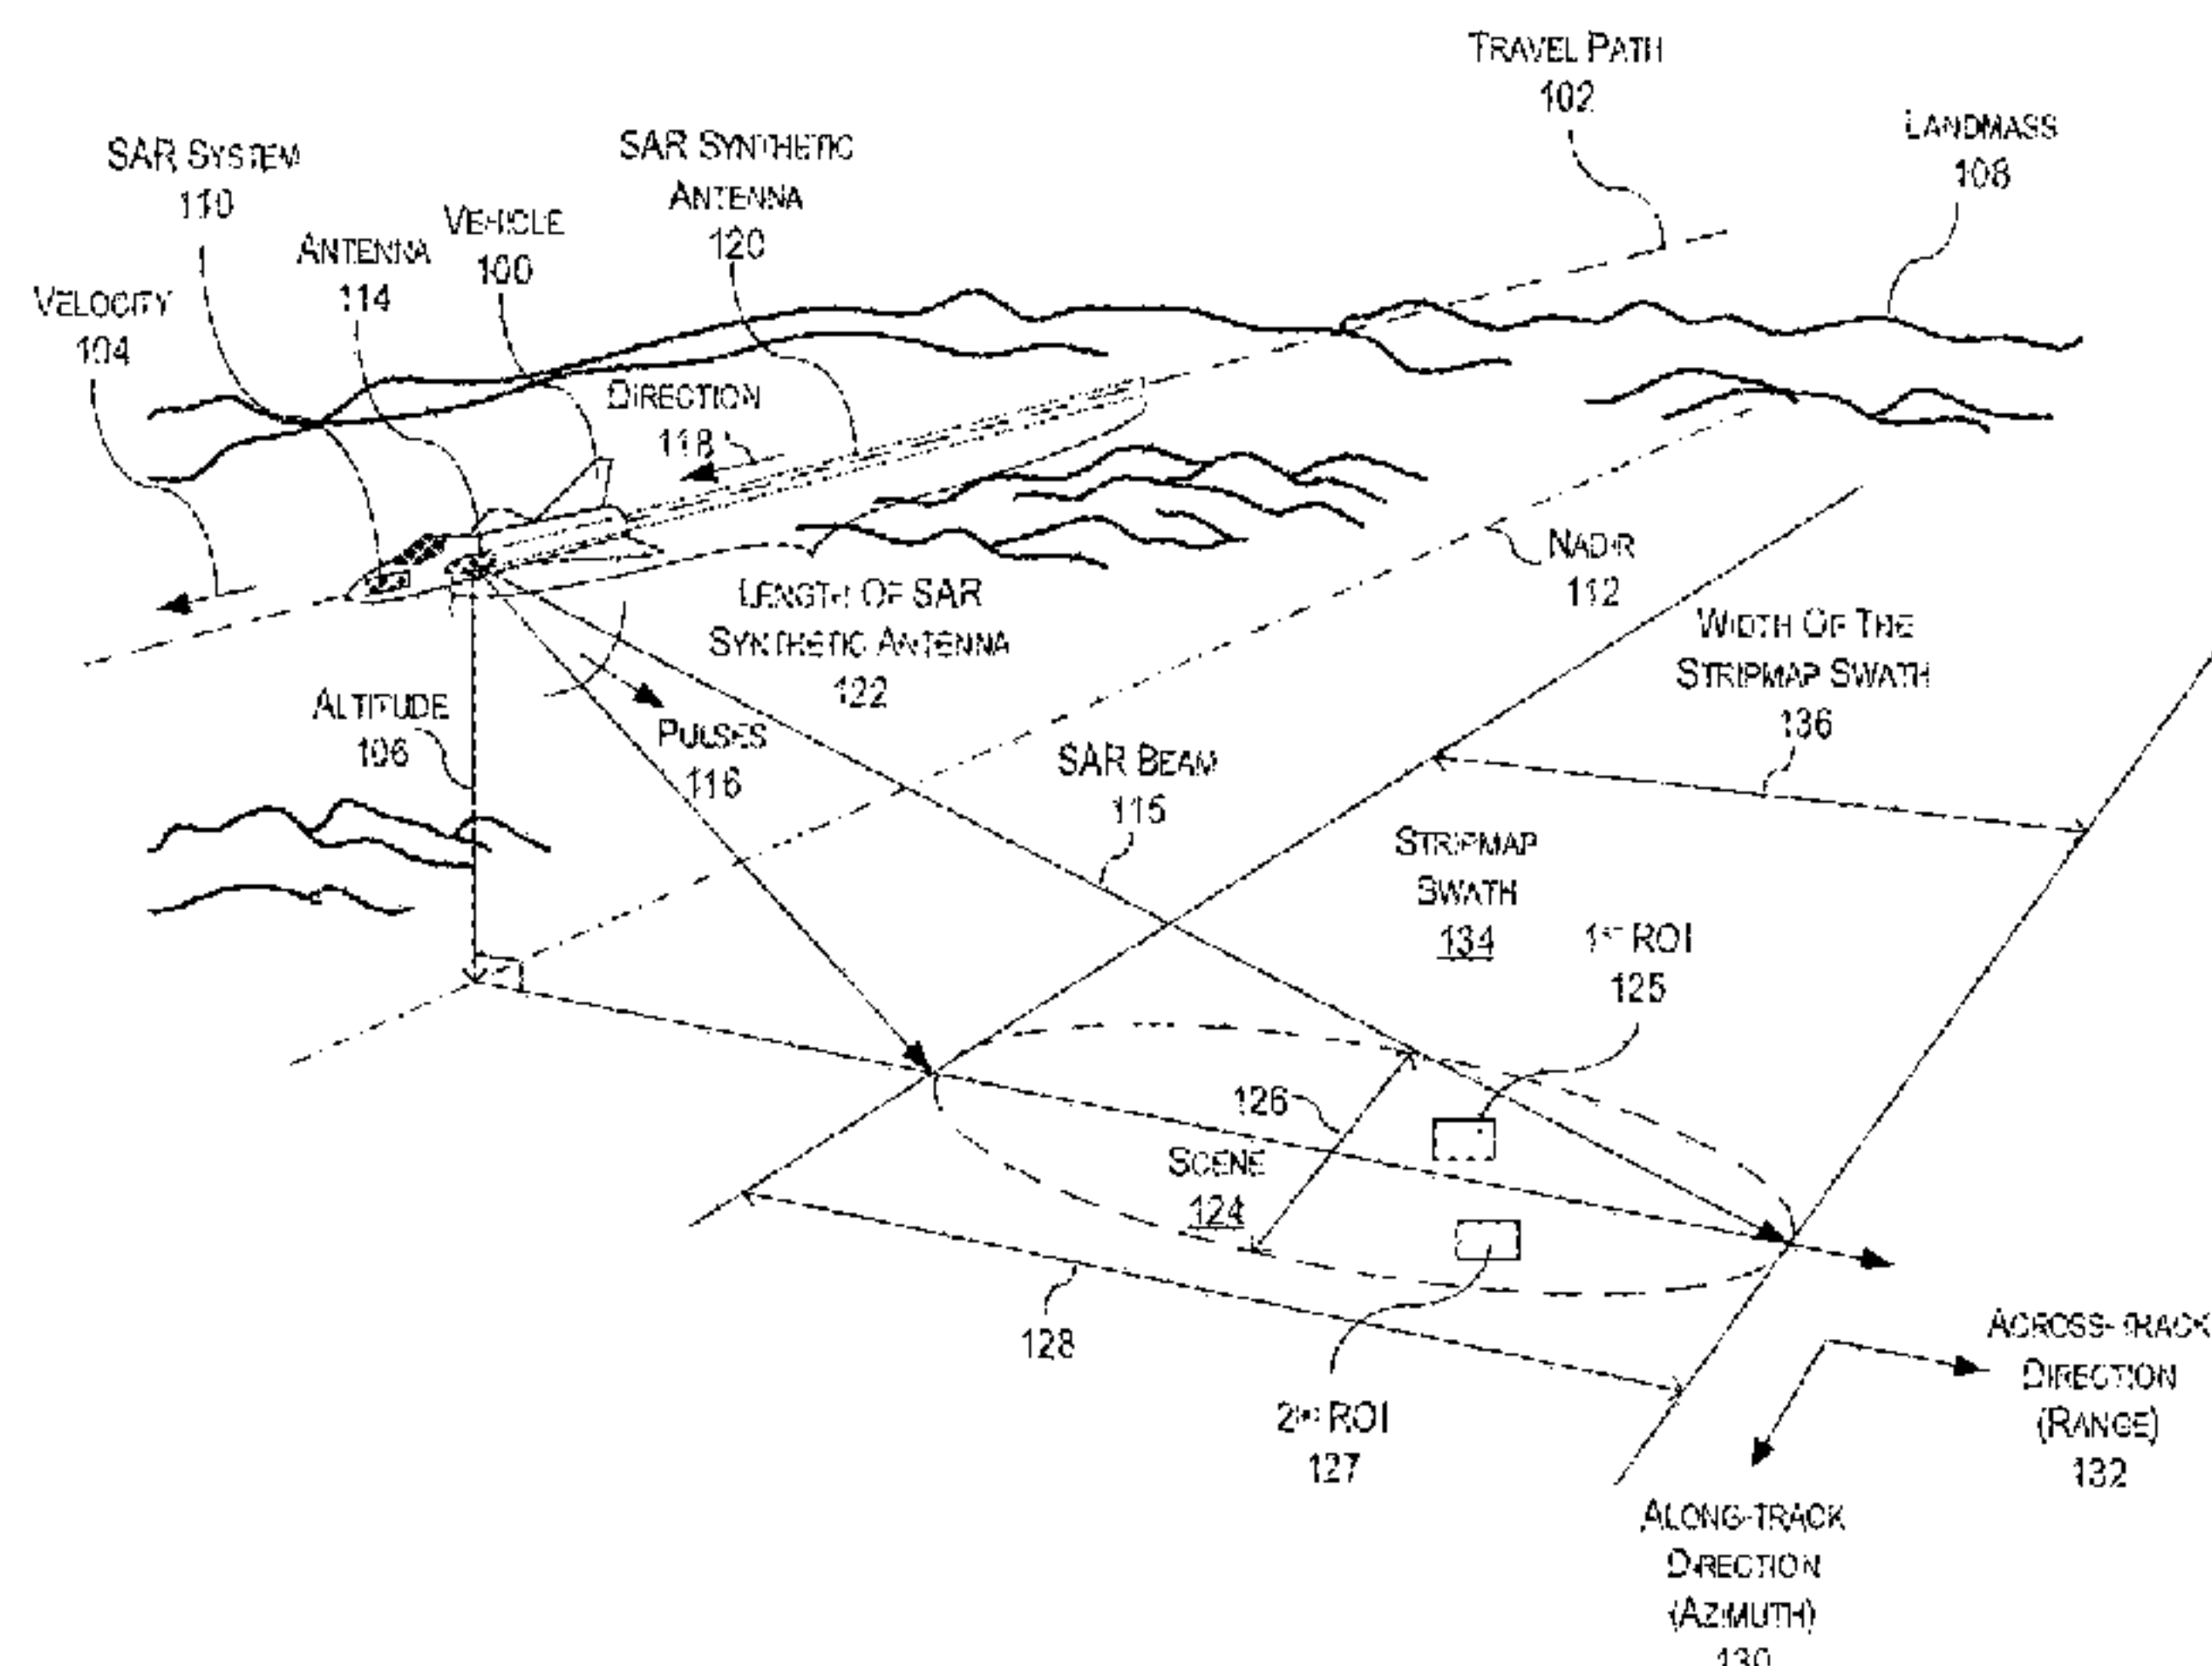 TRAVEL PATH
102
LANDMASS
108
SAR SYSTEM
110
SAR SYNTHETIC
ANTENNA
120
VEHICLE
100
ANTENNA
114
VELOCITY
104
DIRECTION
118
NADIR
112
LENGTH OF SAR
SYNTHETIC ANTENNA
122
WIDTH OF THE
STRIPMAP SWATH
136
ALTITUDE
106
PULSES
116
SAR BEAM
115
STRIPMAP
SWATH
134
1ST ROI
125
126
SCENE
124
128
2ND ROI
127
ACROSS-TRACK
DIRECTION
(RANGE)
132
ALONG-TRACK
DIRECTION
(AZIMUTH)
130